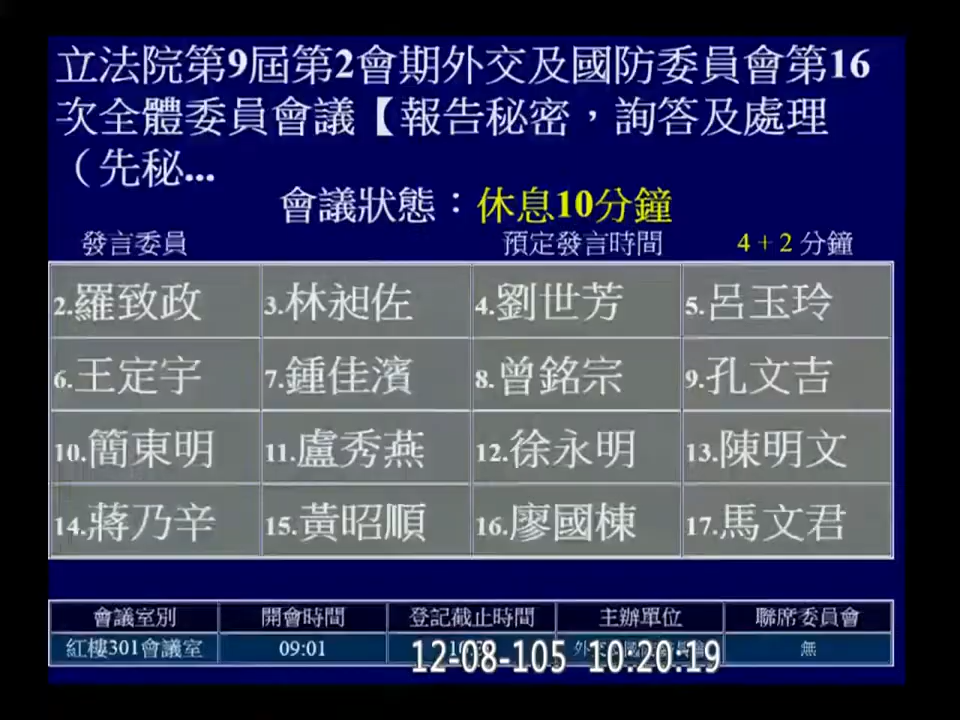 立法院第9屆第2會期外交及國防委員會第16
次全體委員會議【報告秘密，詢答及處理
（先秘...
會議狀態：休息10分鐘
發言委員 預定發言時間 4 + 2 分鐘
2.羅致政 3.林昶佐 4.劉世芳 5.呂玉玲
6.王定宇 7.鍾佳濱 8.曾銘宗 9.孔文吉
10.簡東明 11.盧秀燕 12.徐永明 13.陳明文
14.蔣乃辛 15.黃昭順 16.廖國棟 17.馬文君
會議室別 開會時間 登記截止時間 主辦單位 聯席委員會
紅樓301會議室 09:01 無
12-08-105 10:20:19